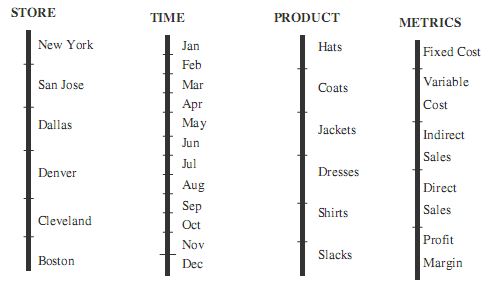 STORE
New York
San Jose
Dallas
Denver
Cleveland
Boston
TIME
Jan
Feb
Mar
Apr
May
Jun
Jul
Aug
Sep
Oct
Nov
Dec
PRODUCT
Hats
Coats
Jackets
Dresses
Shirts
Slacks
METRICS
Fixed Cost
Variable
Cost
Indirect
Sales
Direct
Sales
Profit
Margin